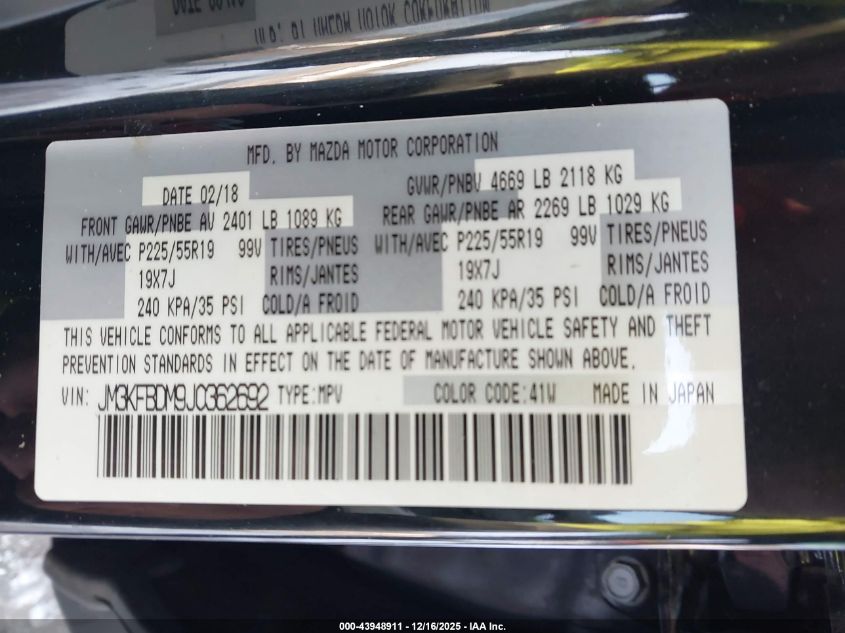 MFD. BY MAZDA MOTOR CORPORATION
DATE 02/18 GVWR/PNBV 4669 LB 2118 KG
FRONT GAWR/PNBE AV 2401 LB 1089 KG REAR GAWR/PNBE AR 2269 LB 1029 KG
WITH/AVEC P225/55R19 99V TIRES/PNEUS WITH/AVEC P225/55R19 99V TIRES/PNEUS
19X7J RIMS/JANTES 19X7J RIMS/JANTES
240 KPA/35 PSI COLD/A FROID 240 KPA/35 PSI COLD/A FROID
THIS VEHICLE CONFORMS TO ALL APPLICABLE FEDERAL MOTOR VEHICLE SAFETY AND THEFT
PREVENTION STANDARDS IN EFFECT ON THE DATE OF MANUFACTURE SHOWN ABOVE.
VIN: JM3KFBDM9J0362692 TYPE:MPV COLOR CODE:41W MADE IN JAPAN
000-43948911 - 12/16/2025 - IAA Inc.